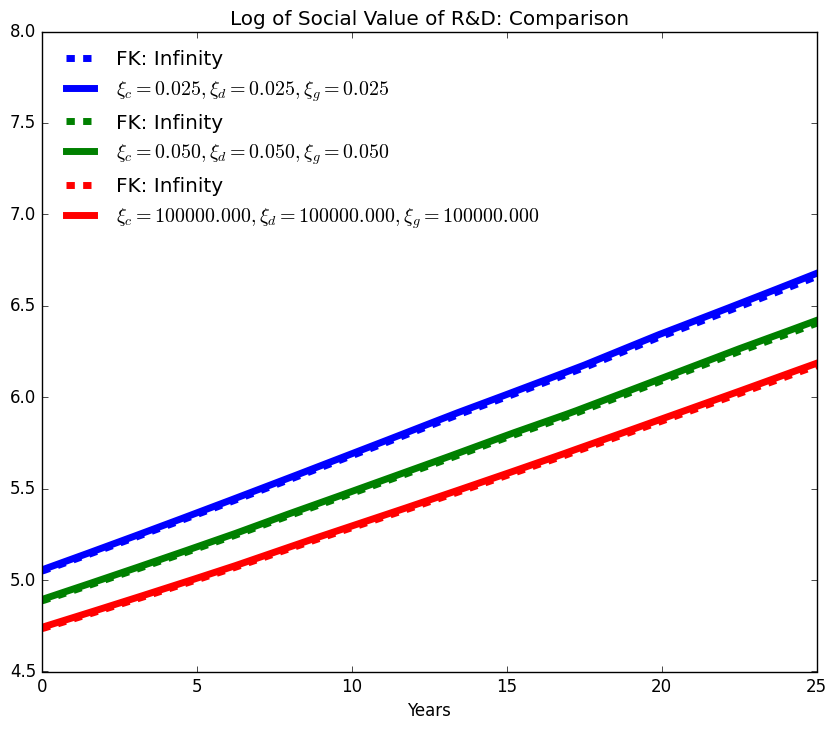 Log of Social Value of R&D: Comparison
8.0
7.5
7.0
6.5
6.0
5.5
5.0
4.5
FK: Infinity
ξc = 0.025, ξd = 0.025, ξg = 0.025
FK: Infinity
ξc = 0.050, ξd = 0.050, ξg = 0.050
FK: Infinity
ξc = 100000.000, ξd = 100000.000, ξg = 100000.000
0 5 10 15 20 25
Years